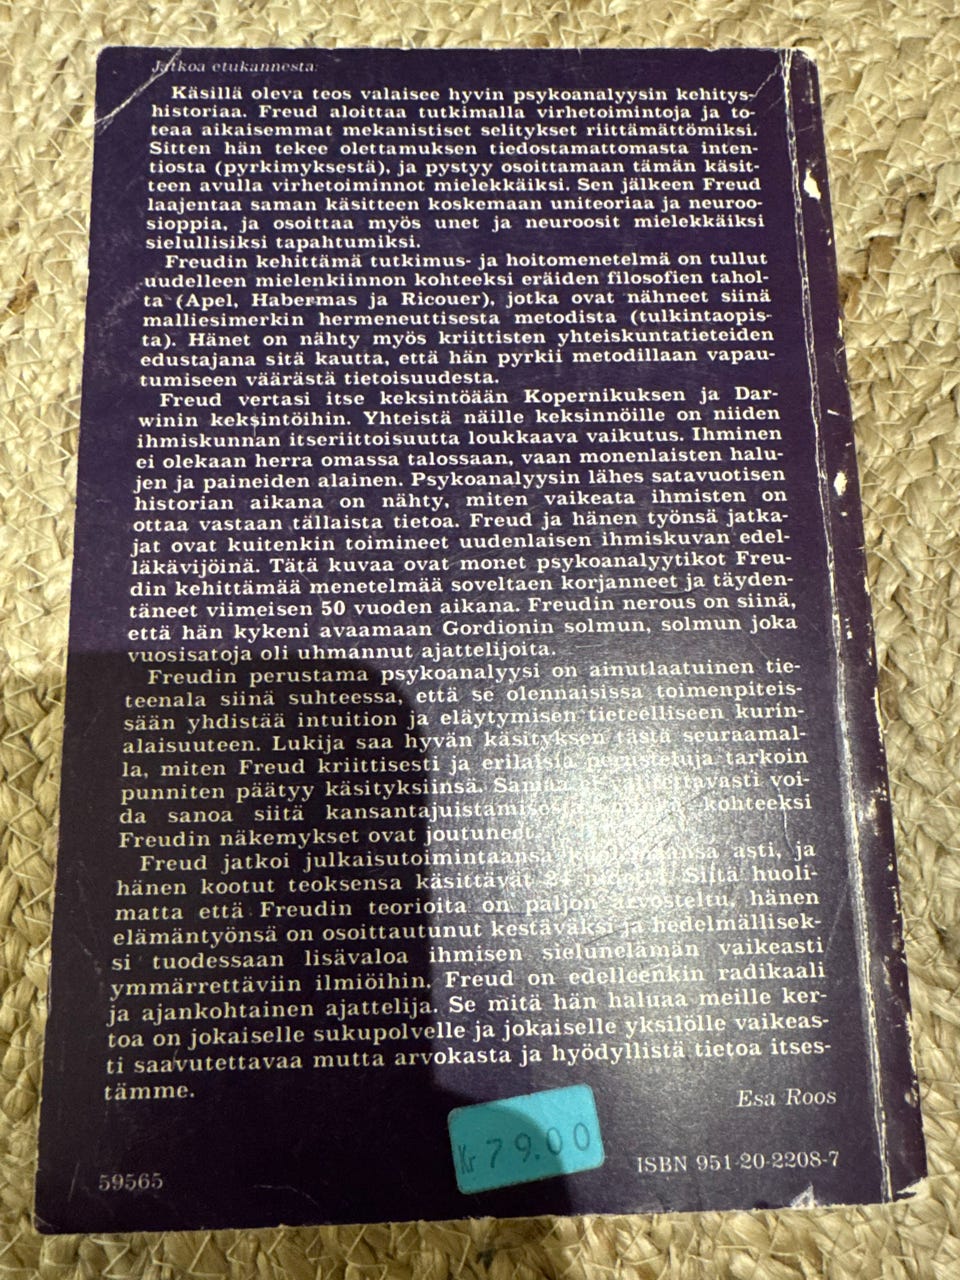 Jatkoa etukannesta:
Käsillä oleva teos valaisee hyvin psykoanalyysin kehitys-
historiaa. Freud aloittaa tutkimalla virhetoimintoja ja to-
teaa aikaisemmat mekanistiset selitykset riittämättömiksi.
Sitten hän tekee olettamuksen tiedostamattomasta inten-
tiosta (pyrkimyksestä), ja pystyy osoittamaan tämän käsit-
teen avulla virhetoiminnot mielekkäiksi. Sen jälkeen Freud
laajentaa saman käsitteen koskemaan uniteoriaa ja neuroo-
sioppia, ja osoittaa myös unet ja neuroosit mielekkäiksi
sielullisiksi tapahtumiksi.
Freudin kehittämä tutkimus- ja hoitomenetelmä on tullut
uudelleen mielenkiinnon kohteeksi eräiden filosofien tahol-
ta (Apel, Habermas ja Ricouer), jotka ovat nähneet siinä
malliesimerkin hermeneuttisesta metodista (tulkintaopis-
ta). Hänet on nähty myös kriittisten yhteiskuntatieteiden
edustajana sitä kautta, että hän pyrkii metodillaan vapau-
tumiseen väärästä tietoisuudesta.
Freud vertasi itse keksintöään Kopernikuksen ja Dar-
winin keksintöihin. Yhteistä näille keksinnöille on niiden
ihmiskunnan itseriittoisuutta loukkaava vaikutus. Ihminen
ei olekaan herra omassa talossaan, vaan monenlaisten halu-
jen ja paineiden alainen. Psykoanalyysin lähes satavuotisen
historian aikana on nähty, miten vaikeata ihmisten on
ottaa vastaan tällaista tietoa. Freud ja hänen työnsä jatka-
jat ovat kuitenkin toimineet uudenlaisen ihmiskuvan edel-
läkävijöinä. Tätä kuvaa ovat monet psykoanalyytikot Freu-
din kehittämää menetelmää soveltaen korjanneet ja täyden-
täneet viimeisen 50 vuoden aikana. Freudin nerous on siinä,
että hän kykeni avaamaan Gordionin solmun, solmun joka
vuosisatoja oli uhmannut ajattelijoita.
Freudin perustama psykoanalyysi on ainutlaatuinen tie-
teenala siinä suhteessa, että se olennaisissa toimenpiteis-
sään yhdistää intuition ja eläytymisen tieteelliseen kurin-
alaisuuteen. Lukija saa hyvän käsityksen tästä seuraamal-
la, miten Freud kriittisesti ja erilaisia perusteluja tarkoin
punniten päätyy käsityksiinsä. Samaa valitettavasti voi-
da sanoa siitä kansantajuistamisesta kohteeksi
Freudin näkemykset ovat joutuneet.
Freud jatkoi julkaisutoimintaansa kuolemaansa asti, ja
hänen kootut teoksensa käsittävät 24 Siitä huoli-
matta että Freudin teorioita on paljon arvosteltu, hänen
elämäntyönsä on osoittautunut kestäväksi ja hedelmällisek-
si tuodessaan lisävaloa ihmisen sielunelämän vaikeasti
ymmärrettäviin ilmiöihin. Freud on edelleenkin radikaali
ja ajankohtainen ajattelija. Se mitä hän haluaa meille ker-
toa on jokaiselle sukupolvelle ja jokaiselle yksilölle vaikeas-
ti saavutettavaa mutta arvokasta ja hyödyllistä tietoa itses-
tämme.
Esa Roos
Kr 79.00
59565
ISBN 951-20-2208-7